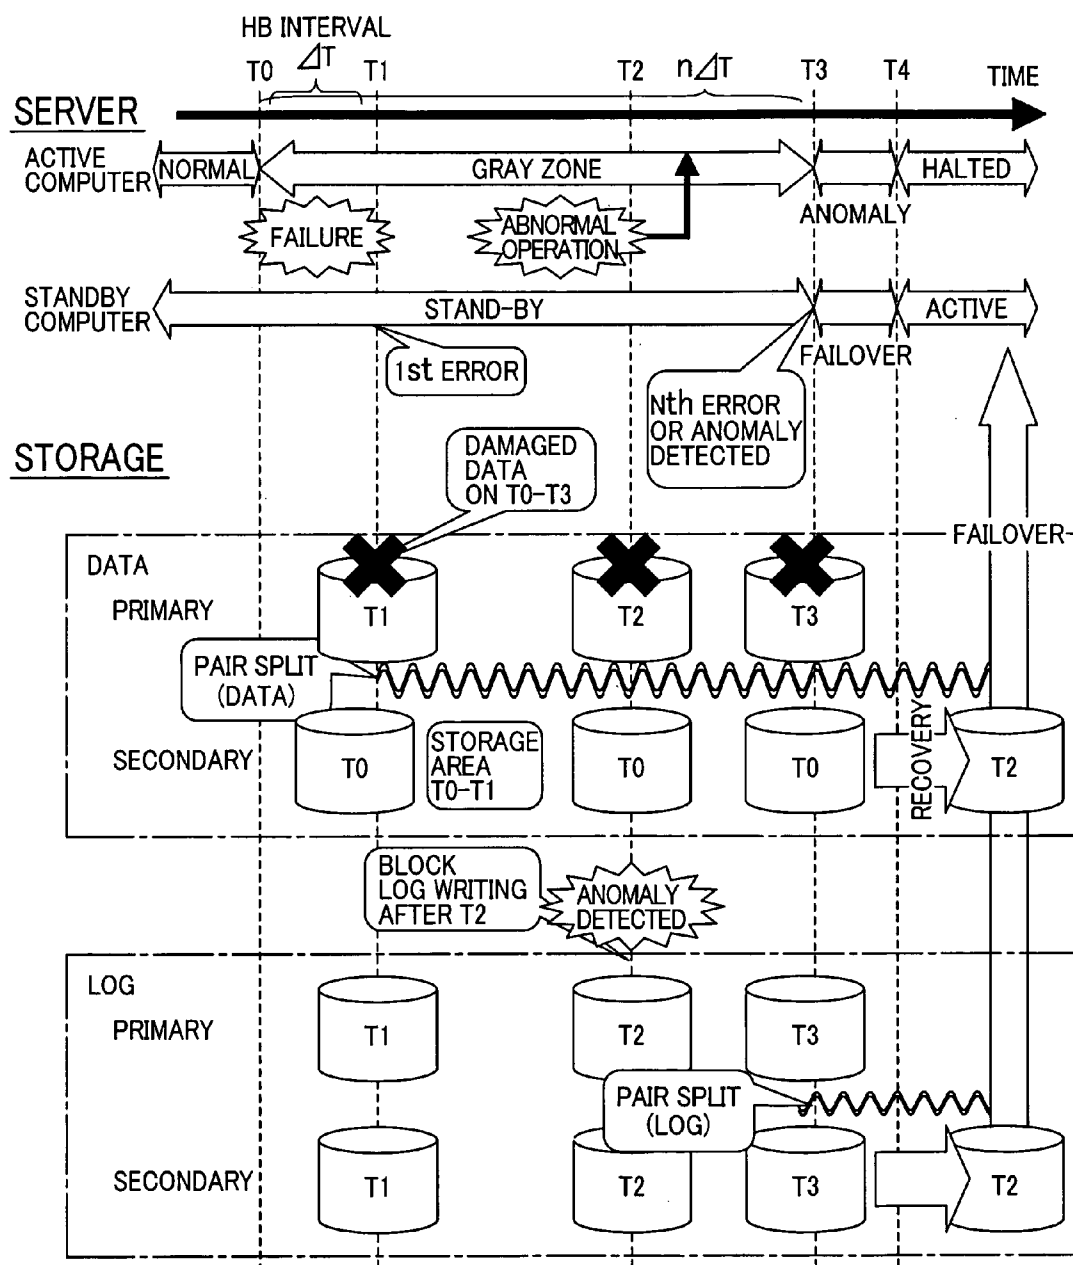 HB INTERVAL
⊿T
T0
T1
T2
n⊿T
T3
T4
TIME
SERVER
ACTIVE
COMPUTER
NORMAL
GRAY ZONE
HALTED
ANOMALY
FAILURE
ABNORMAL
OPERATION
STANDBY
COMPUTER
STAND-BY
ACTIVE
FAILOVER
1st ERROR
Nth ERROR
OR ANOMALY
DETECTED
STORAGE
DAMAGED
DATA
ON T0-T3
FAILOVER
DATA
PRIMARY
T1
T2
T3
PAIR SPLIT
(DATA)
SECONDARY
T0
STORAGE
AREA
T0-T1
T0
T0
RECOVERY
T2
BLOCK
LOG WRITING
AFTER T2
ANOMALY
DETECTED
LOG
PRIMARY
T1
T2
T3
PAIR SPLIT
(LOG)
SECONDARY
T1
T2
T3
T2